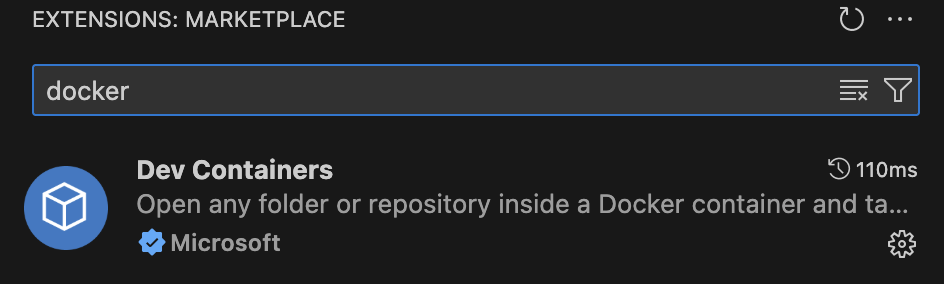 EXTENSIONS: MARKETPLACE
docker
Dev Containers 110ms
Open any folder or repository inside a Docker container and ta...
Microsoft